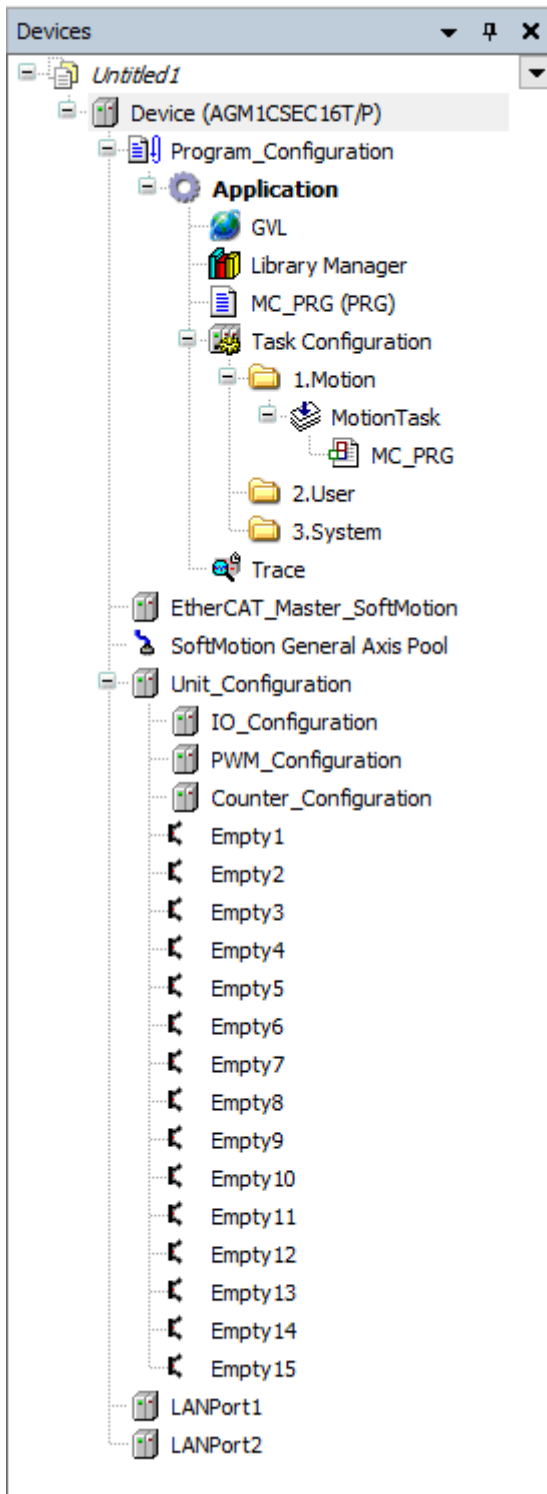 Devices
Untitled1
Device (AGM1CSEC16T/P)
Program_Configuration
Application
GVL
Library Manager
MC_PRG (PRG)
Task Configuration
1.Motion
MotionTask
MC_PRG
2.User
3.System
Trace
EtherCAT_Master_SoftMotion
SoftMotion General Axis Pool
Unit_Configuration
IO_Configuration
PWM_Configuration
Counter_Configuration
Empty1
Empty2
Empty3
Empty4
Empty5
Empty6
Empty7
Empty8
Empty9
Empty10
Empty11
Empty12
Empty13
Empty14
Empty15
LANPort1
LANPort2